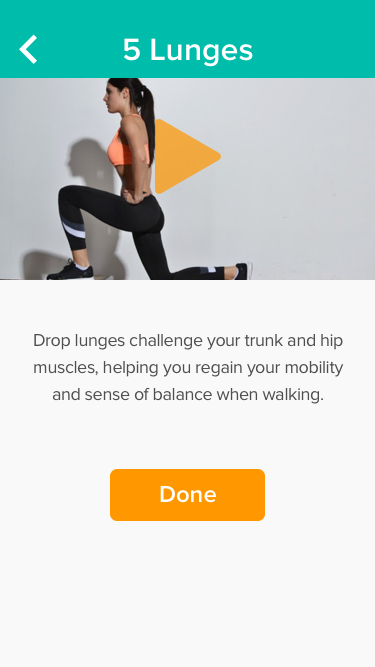 5 Lunges
Drop lunges challenge your trunk and hip
muscles, helping you regain your mobility
and sense of balance when walking.
Done